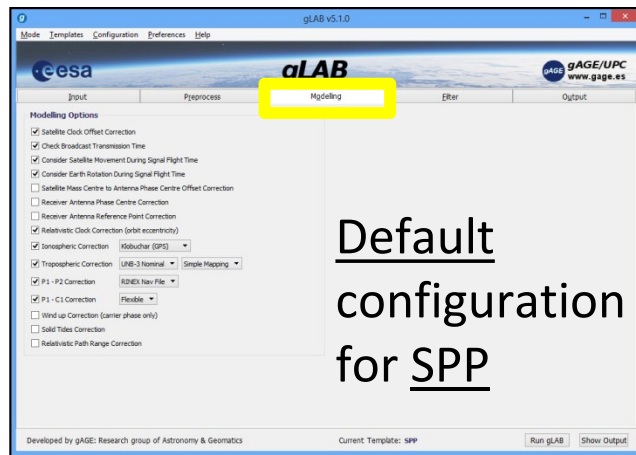 gLAB v5.1.0
Mode Templates Configuration Preferences Help
esa
gLAB
gAGE
gAGE/UPC
www.gage.es
Input Preprocess Modelling Filter Output
Modelling Options
Satellite Clock Offset Correction
Check Broadcast Transmission Time
Consider Satellite Movement During Signal Flight Time
Consider Earth Rotation During Signal Flight Time
Satellite Mass Centre to Antenna Phase Centre Offset Correction
Receiver Antenna Phase Centre Correction
Receiver Antenna Reference Point Correction
Relativistic Clock Correction (orbit eccentricity)
Ionospheric Correction Klobuchar (GPS)
Tropospheric Correction UNB-3 Nominal Simple Mapping
P1 - P2 Correction RINEX Nav File
P1 - C1 Correction Flexible
Wind up Correction (carrier phase only)
Solid Tides Correction
Relativistic Path Range Correction
Default
configuration
for SPP
Developed by gAGE: Research group of Astronomy & Geomatics Current Template: SPP Run gLAB Show Output